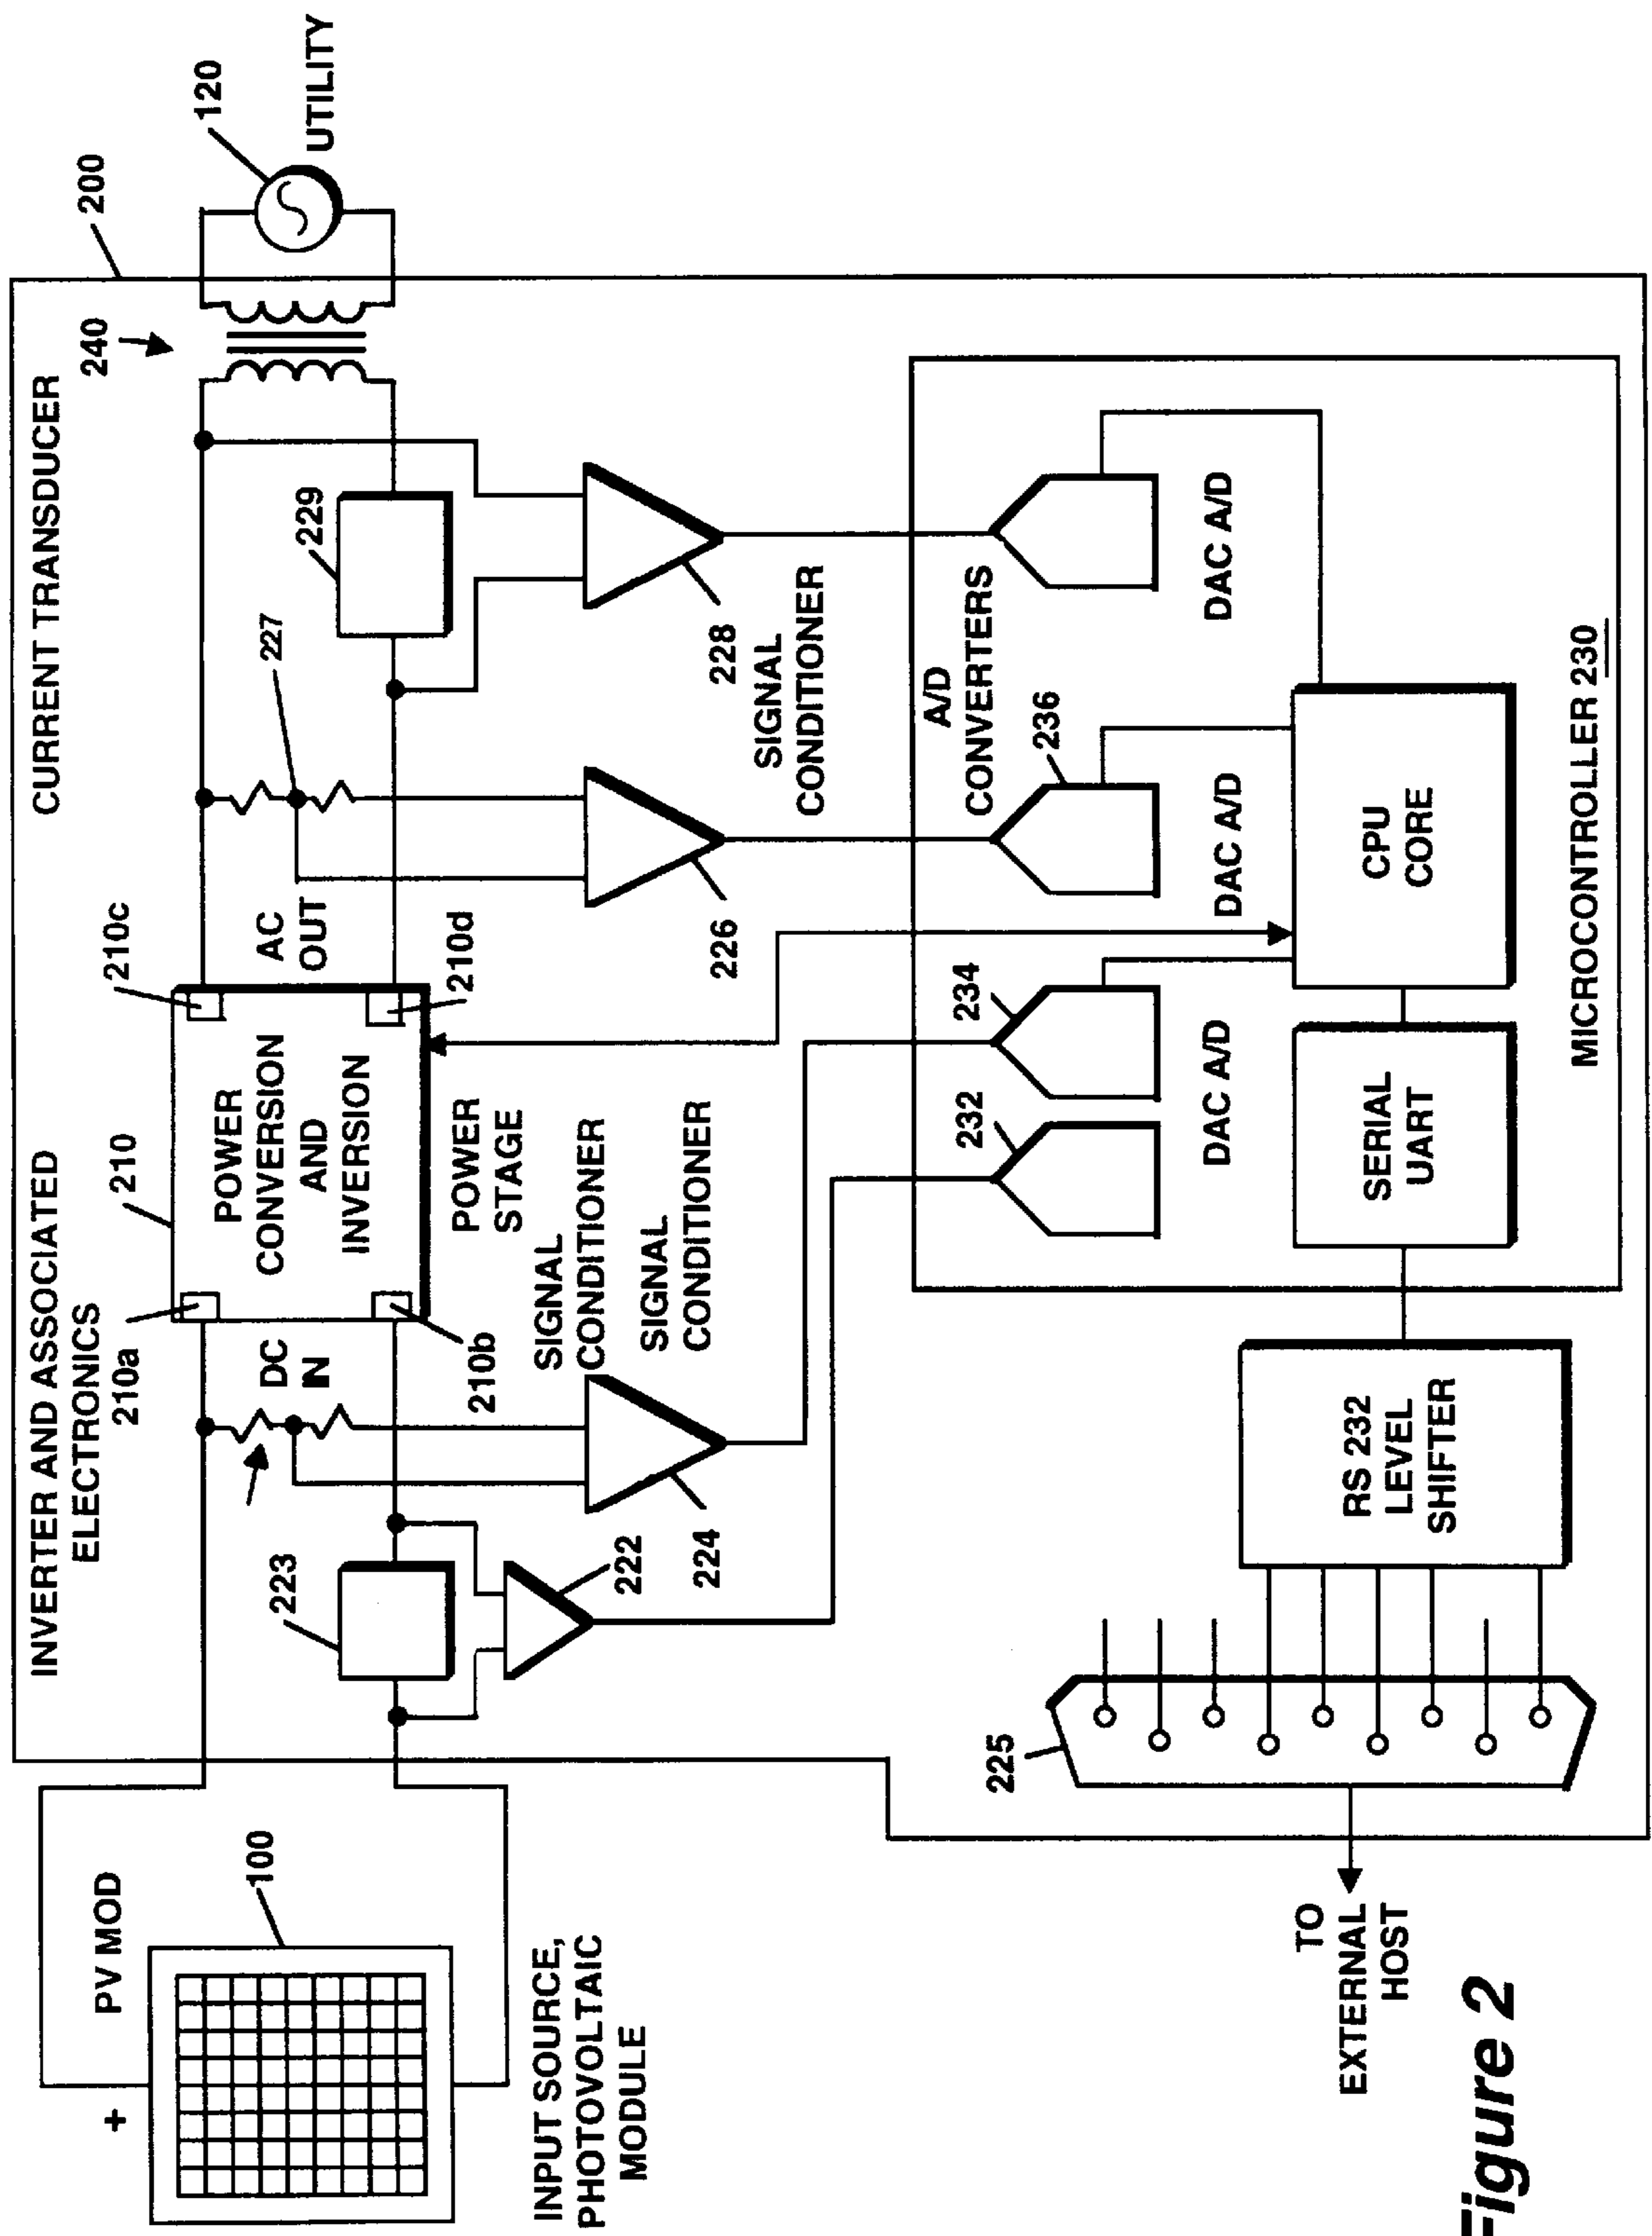 INVERTER AND ASSOCIATED
ELECTRONICS
CURRENT TRANSDUCER
240
200
120
UTILITY
PV MOD
+
100
INPUT SOURCE,
PHOTOVOLTAIC
MODULE
223
222
224
210a
DC
IN
210b
210
POWER
CONVERSION
AND
INVERSION
POWER
STAGE
210c
AC
OUT
210d
227
229
SIGNAL
CONDITIONER
SIGNAL
CONDITIONER
226
228
SIGNAL
CONDITIONER
A/D
CONVERTERS
232
234
236
DAC A/D
DAC A/D
DAC A/D
225
TO
EXTERNAL
HOST
RS 232
LEVEL
SHIFTER
SERIAL
UART
CPU
CORE
MICROCONTROLLER 230
Figure 2